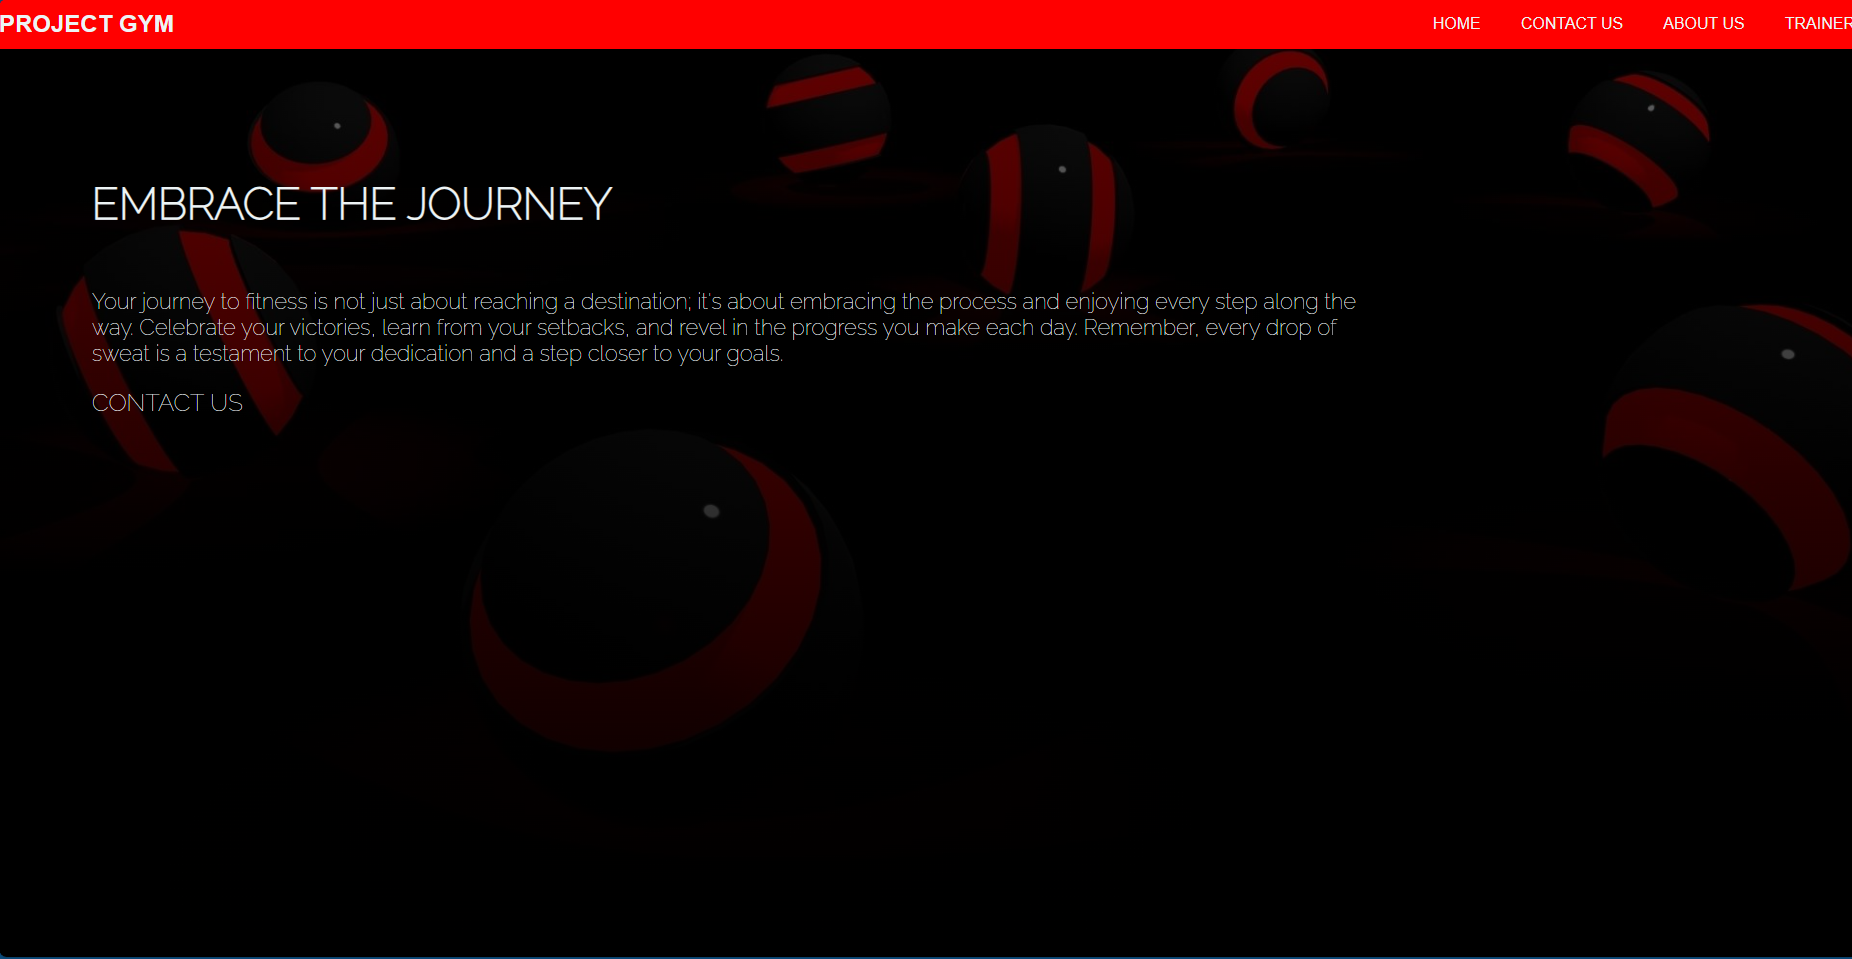 PROJECT GYM
HOME CONTACT US ABOUT US TRAINER
EMBRACE THE JOURNEY
Your journey to fitness is not just about reaching a destination; it's about embracing the process and enjoying every step along the
way. Celebrate your victories, learn from your setbacks, and revel in the progress you make each day. Remember, every drop of
sweat is a testament to your dedication and a step closer to your goals.
CONTACT US